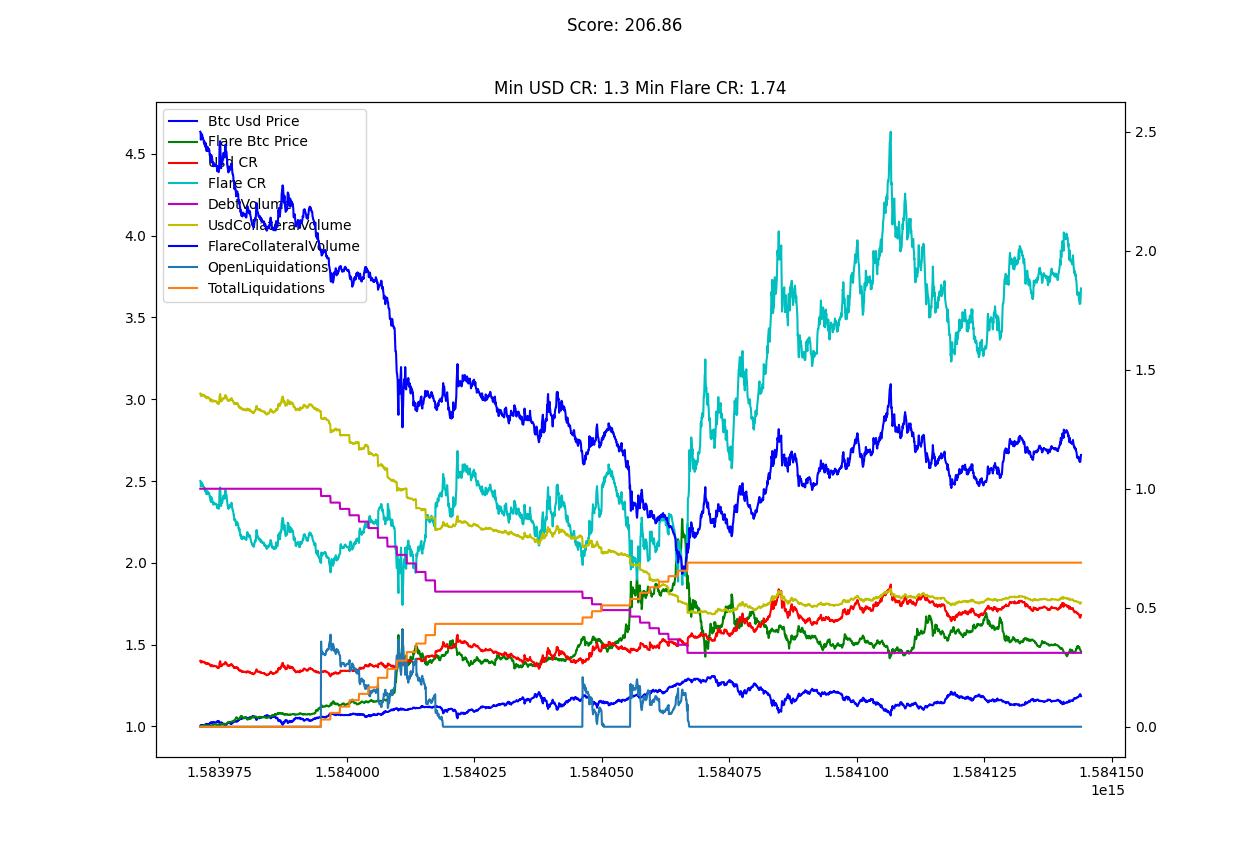 Score: 206.86
Min USD CR: 1.3 Min Flare CR: 1.74
Btc Usd Price
Flare Btc Price
Usd CR
Flare CR
DebtVolume
UsdCollateralVolume
FlareCollateralVolume
OpenLiquidations
TotalLiquidations
4.5
4.0
3.5
3.0
2.5
2.0
1.5
1.0
2.5
2.0
1.5
1.0
0.5
0.0
1.583975
1.584000
1.584025
1.584050
1.584075
1.584100
1.584125
1.584150
1e15